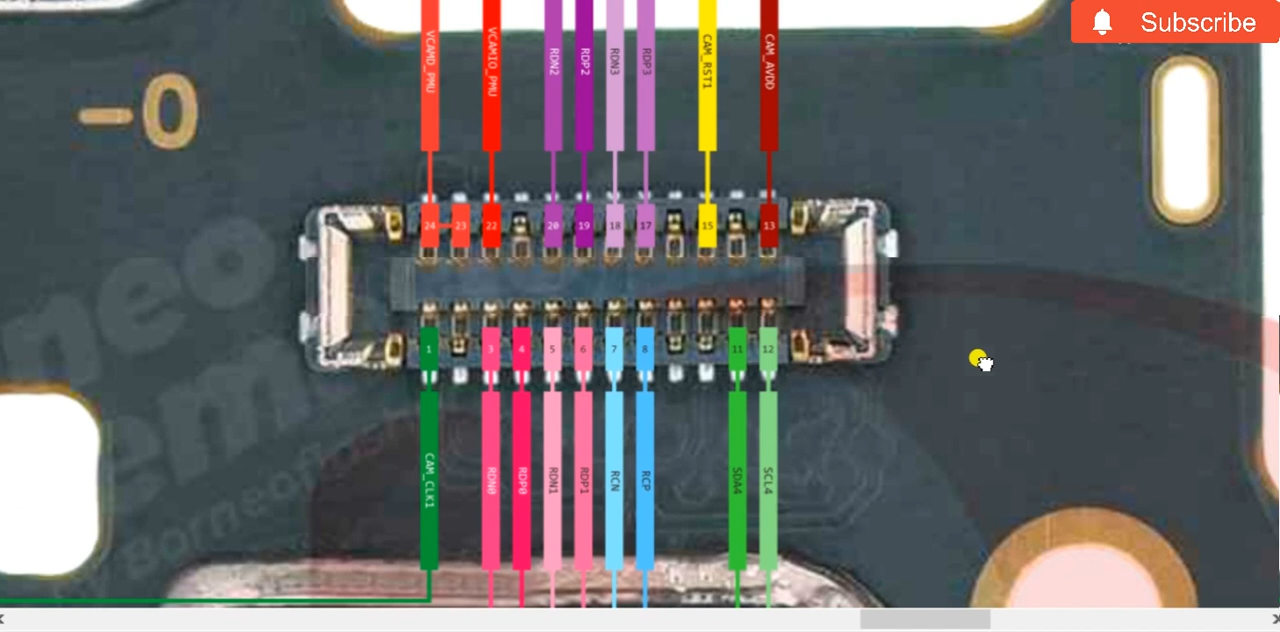 Subscribe
VCAMD_PMU
VCAMIO_PMU
RDN2
RDP2
RDN3
RDP3
CAM_RST1
CAM_AVDD
-0
24 23 22 20 19 18 17 15 13
1 3 4 5 6 7 8 11 12
CAM_CLK1
RDN0
RDP0
RDN1
RDP1
RCN
RCP
SDA4
SCL4